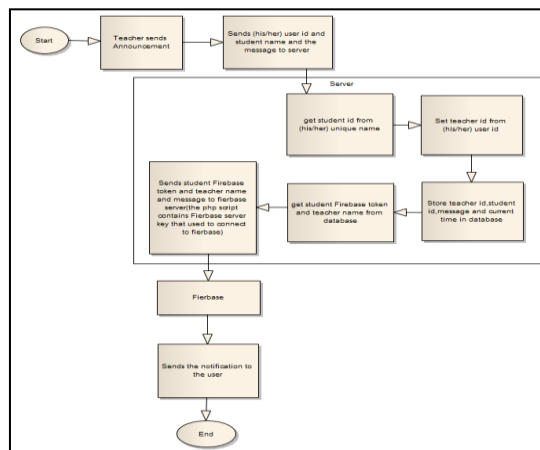 Start
Teacher sends
Announcement
Sends (his/her) user id
and student name and the
message to server
Server
get student id from
(his/her) unique name
Set teacher id from
(his/her) user id
Store teacher id,student
id,message and current
time in database
get student Firebase token
and teacher name from
database
Sends student Firebase
token and teacher name
and message to fierbase
server(the php script
contains Fierbase server
key that used to connect
to fierbase)
Fierbase
Sends the notification to
the user
End